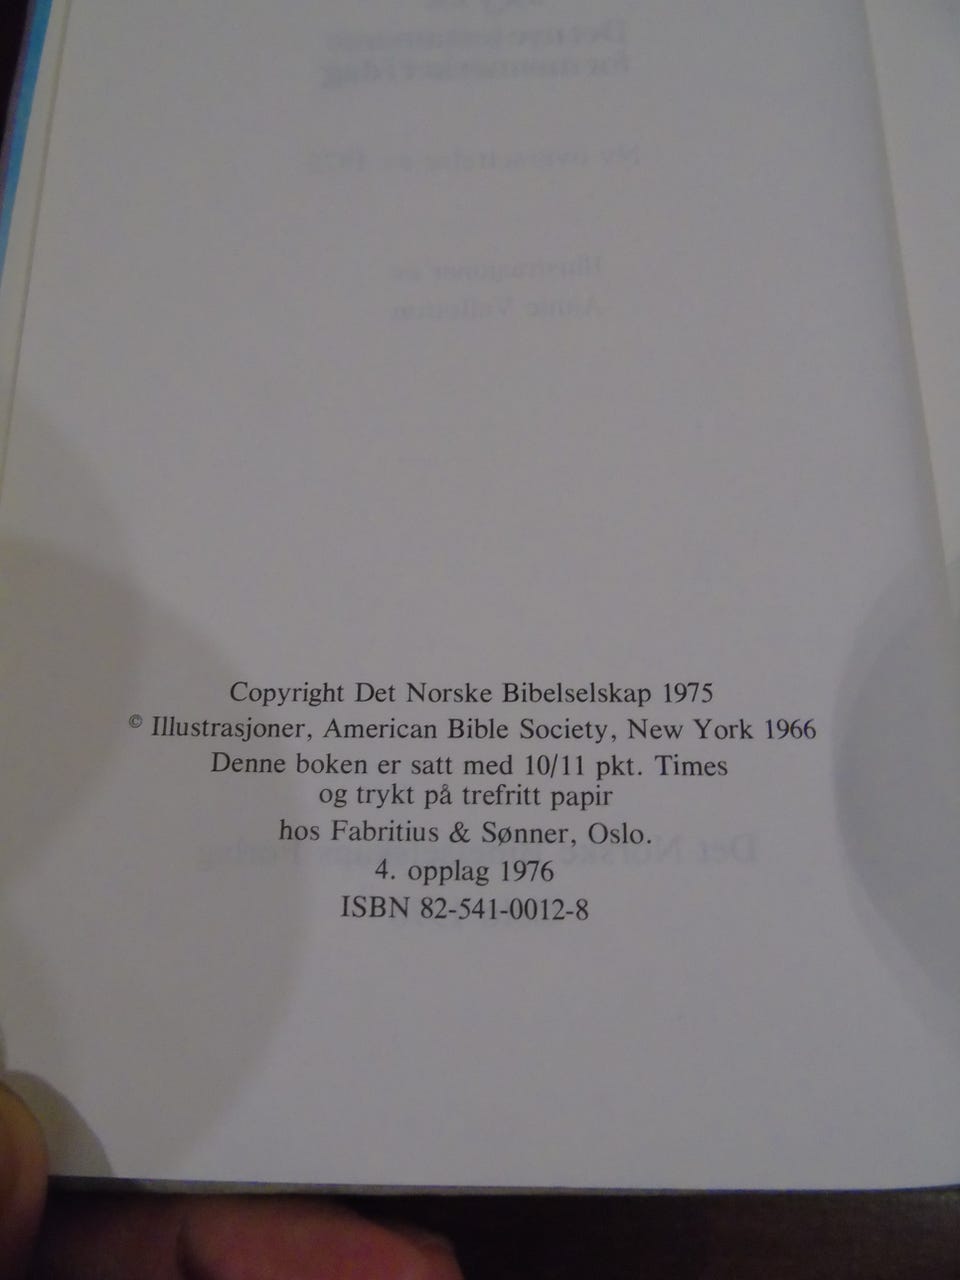 Copyright Det Norske Bibelselskap 1975
© Illustrasjoner, American Bible Society, New York 1966
Denne boken er satt med 10/11 pkt. Times
og trykt på trefritt papir
hos Fabritius & Sønner, Oslo.
4. opplag 1976
ISBN 82-541-0012-8